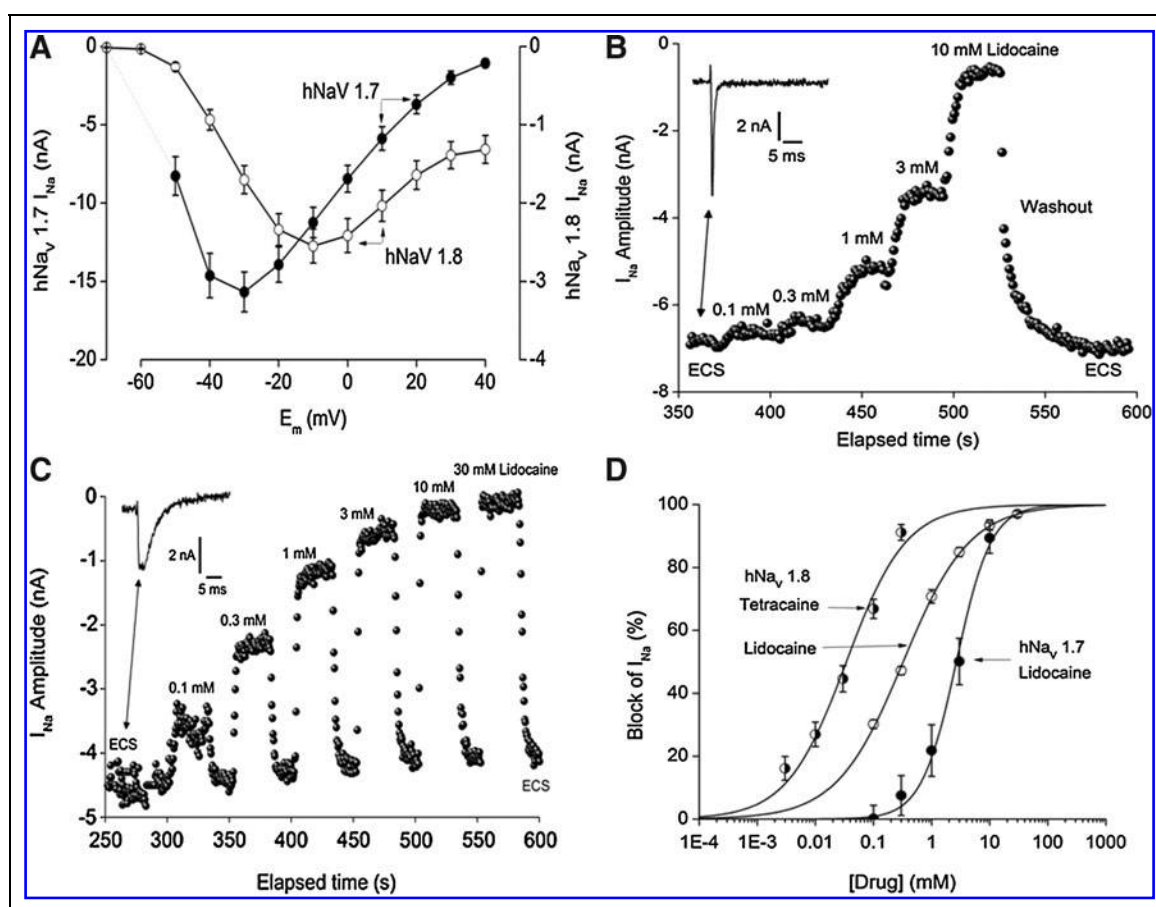 A
0
-5
-10
-15
-20
hNaV 1.7 INa (nA)
0
-1
-2
-3
-4
hNaV 1.8 INa (nA)
hNaV 1.7
hNaV 1.8
-60 -40 -20 0 20 40
Em (mV)
B
0
-2
-4
-6
-8
INa Amplitude (nA)
10 mM Lidocaine
2 nA
5 ms
3 mM
1 mM
0.1 mM
0.3 mM
Washout
ECS
ECS
350 400 450 500 550 600
Elapsed time (s)
C
0
-1
-2
-3
-4
-5
INa Amplitude (nA)
30 mM Lidocaine
10 mM
3 mM
1 mM
0.3 mM
0.1 mM
2 nA
5 ms
ECS
ECS
250 300 350 400 450 500 550 600
Elapsed time (s)
D
100
80
60
40
20
0
Block of INa (%)
hNaV 1.8
Tetracaine
Lidocaine
hNaV 1.7
Lidocaine
1E-4 1E-3 0.01 0.1 1 10 100 1000
[Drug] (mM)